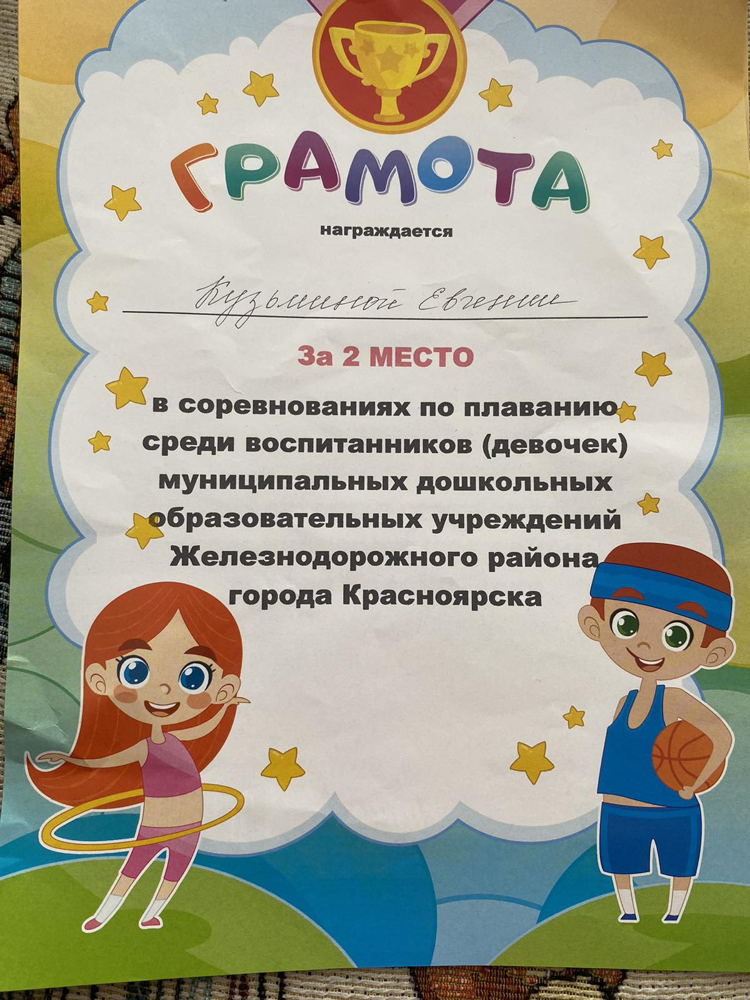 ГРАМОТА
награждается
Кузьминой Евгении
За 2 МЕСТО
в соревнованиях по плаванию
среди воспитанников (девочек)
муниципальных дошкольных
образовательных учреждений
Железнодорожного района
города Красноярска